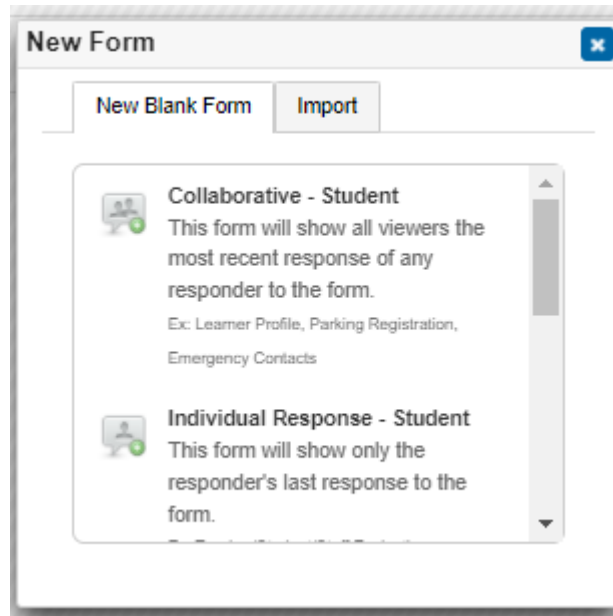 New Form
New Blank Form
Import
Collaborative - Student
This form will show all viewers the
most recent response of any
responder to the form.
Ex: Learner Profile, Parking Registration,
Emergency Contacts
Individual Response - Student
This form will show only the
responder's last response to the
form.